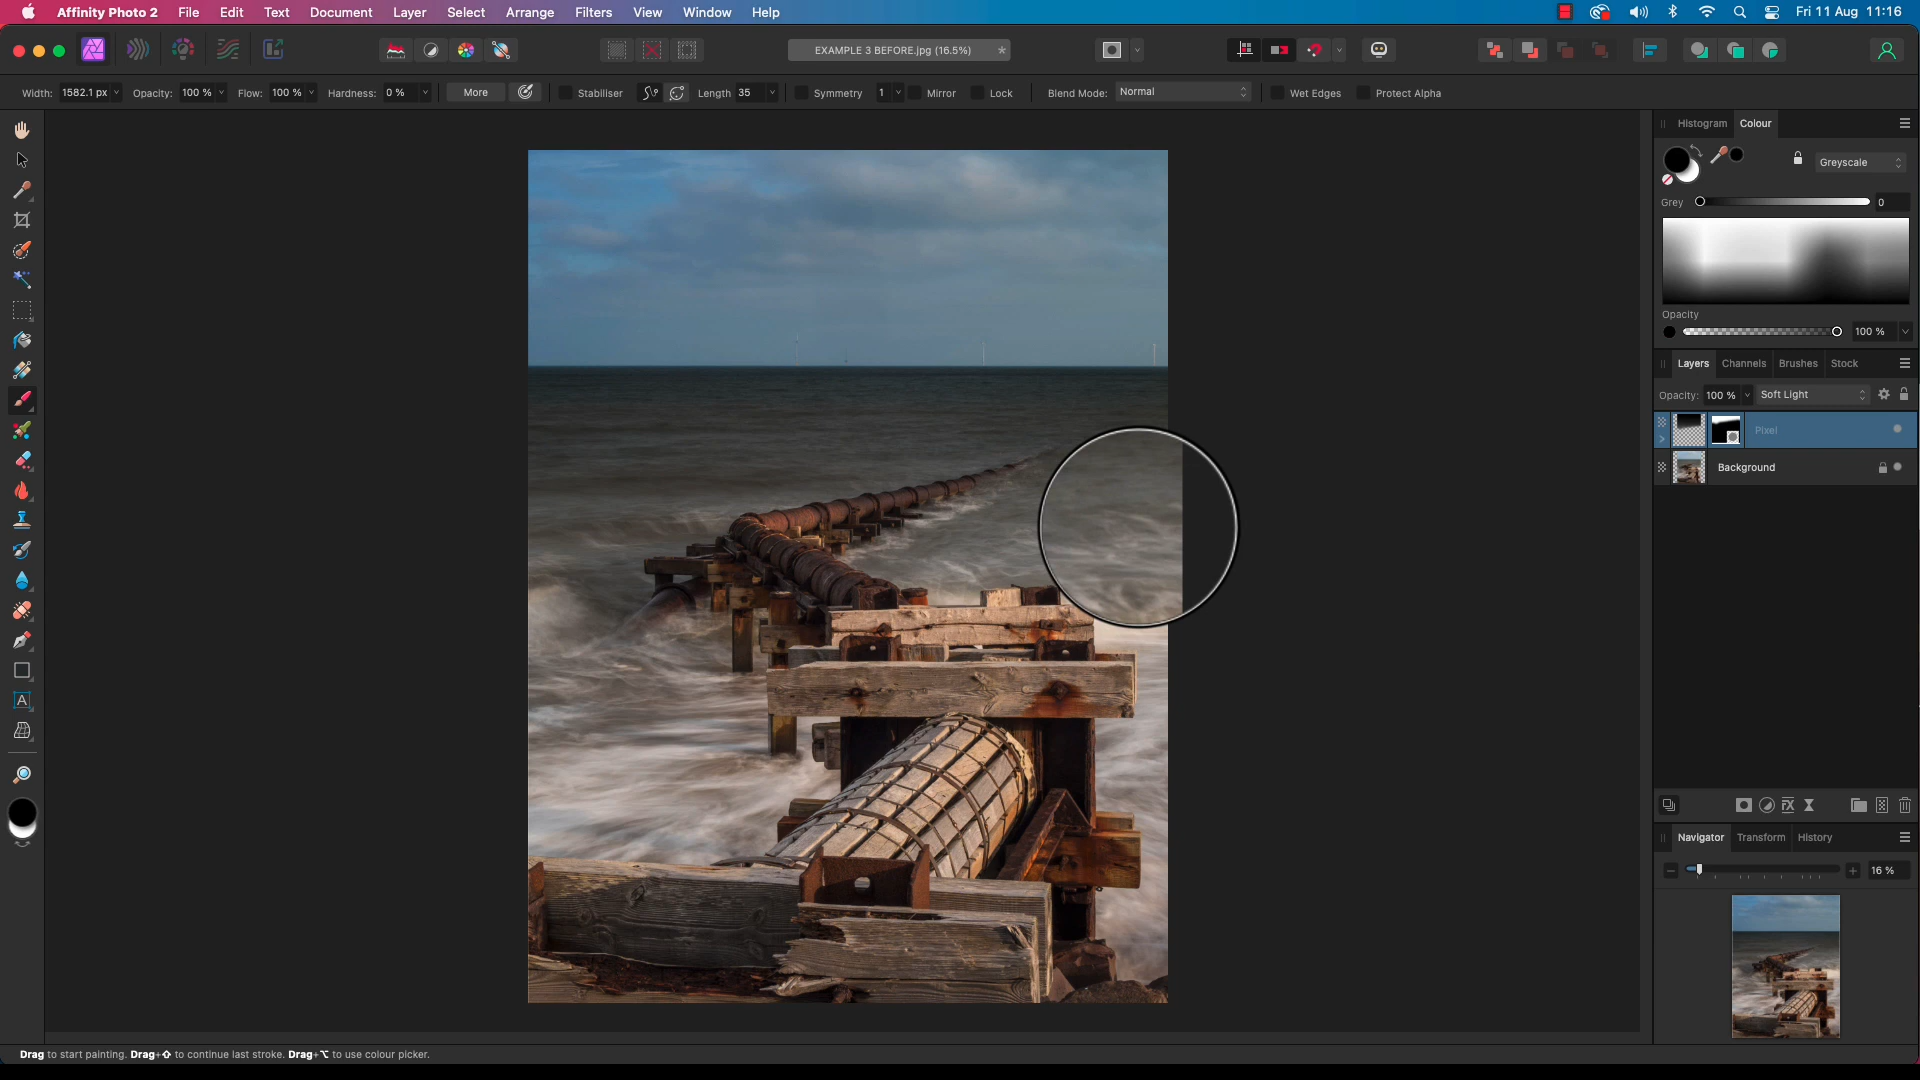 Affinity Photo 2 File Edit Text Document Layer Select Arrange Filters View Window Help Fri 11 Aug 11:16
EXAMPLE 3 BEFORE.jpg (16.5%)
Width: 1582.1 px Opacity: 100 % Flow: 100 % Hardness: 0 % More Stabiliser Length 35 Symmetry 1 Mirror Lock Blend Mode: Normal Wet Edges Protect Alpha
Histogram Colour
Greyscale
Grey 0
Opacity
100 %
Layers Channels Brushes Stock
Opacity: 100 % Soft Light
Pixel
Background
Navigator Transform History
16 %
Drag to start painting. Drag+⇧ to continue last stroke. Drag+⌥ to use colour picker.